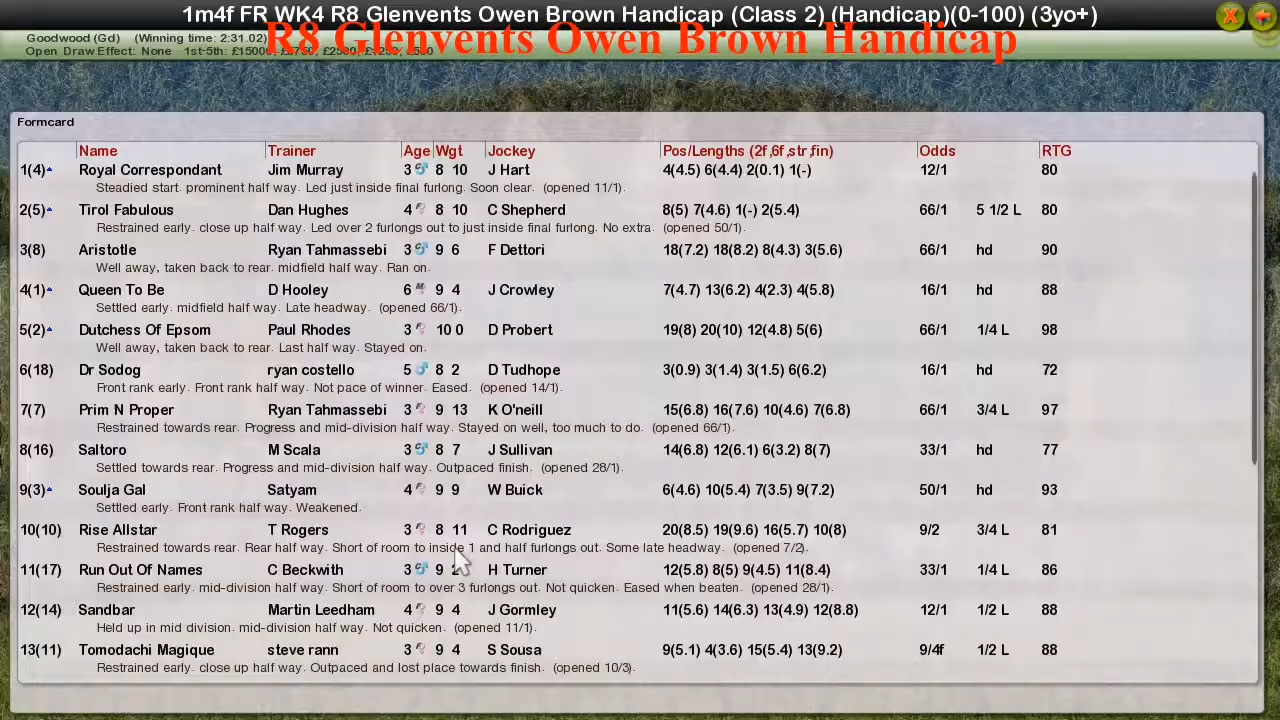 1m4f FR WK4 R8 Glenvents Owen Brown Handicap (Class 2) (Handicap)(0-100) (3yo+)
R8 Glenvents Owen Brown Handicap
Goodwood (Gd) (Winning time: 2:31.02)
Open Draw Effect: None 1st-5th: £15000,
Formcard
Name Trainer Age Wgt Jockey Pos/Lengths (2f,6f,str,fin) Odds RTG
1(4) Royal Correspondant Jim Murray 3 8 10 J Hart 4(4.5) 6(4.4) 2(0.1) 1(-) 12/1 80
Steadied start. prominent half way. Led just inside final furlong. Soon clear. (opened 11/1).
2(5) Tirol Fabulous Dan Hughes 4 8 10 C Shepherd 8(5) 7(4.6) 1(-) 2(5.4) 66/1 5 1/2 L 80
Restrained early. close up half way. Led over 2 furlongs out to just inside final furlong. No extra. (opened 50/1).
3(8) Aristotle Ryan Tahmassebi 3 9 6 F Dettori 18(7.2) 18(8.2) 8(4.3) 3(5.6) 66/1 hd 90
Well away, taken back to rear. midfield half way. Ran on.
4(1) Queen To Be D Hooley 6 9 4 J Crowley 7(4.7) 13(6.2) 4(2.3) 4(5.8) 16/1 hd 88
Settled early. midfield half way. Late headway. (opened 66/1).
5(2) Dutchess Of Epsom Paul Rhodes 3 10 0 D Probert 19(8) 20(10) 12(4.8) 5(6) 66/1 1/4 L 98
Well away, taken back to rear. Last half way. Stayed on.
6(18) Dr Sodog ryan costello 5 8 2 D Tudhope 3(0.9) 3(1.4) 3(1.5) 6(6.2) 16/1 hd 72
Front rank early. Front rank half way. Not pace of winner. Eased. (opened 14/1).
7(7) Prim N Proper Ryan Tahmassebi 3 9 13 K O'neill 15(6.8) 16(7.6) 10(4.6) 7(6.8) 66/1 3/4 L 97
Restrained towards rear. Progress and mid-division half way. Stayed on well, too much to do. (opened 66/1).
8(16) Saltoro M Scala 3 8 7 J Sullivan 14(6.8) 12(6.1) 6(3.2) 8(7) 33/1 hd 77
Settled towards rear. Progress and mid-division half way. Outpaced finish. (opened 28/1).
9(3) Soulja Gal Satyam 4 9 9 W Buick 6(4.6) 10(5.4) 7(3.5) 9(7.2) 50/1 hd 93
Settled early. Front rank half way. Weakened.
10(10) Rise Allstar T Rogers 3 8 11 C Rodriguez 20(8.5) 19(9.6) 16(5.7) 10(8) 9/2 3/4 L 81
Restrained towards rear. Rear half way. Short of room to inside 1 and half furlongs out. Some late headway. (opened 7/2).
11(17) Run Out Of Names C Beckwith 3 9 H Turner 12(5.8) 8(5) 9(4.5) 11(8.4) 33/1 1/4 L 86
Restrained early. mid-division half way. Short of room to over 3 furlongs out. Not quicken. Eased when beaten. (opened 28/1).
12(14) Sandbar Martin Leedham 4 9 4 J Gormley 11(5.6) 14(6.3) 13(4.9) 12(8.8) 12/1 1/2 L 88
Held up in mid division. mid-division half way. Not quicken. (opened 11/1).
13(11) Tomodachi Magique steve rann 3 9 4 S Sousa 9(5.1) 4(3.6) 15(5.4) 13(9.2) 9/4f 1/2 L 88
Restrained early. close up half way. Outpaced and lost place towards finish. (opened 10/3).